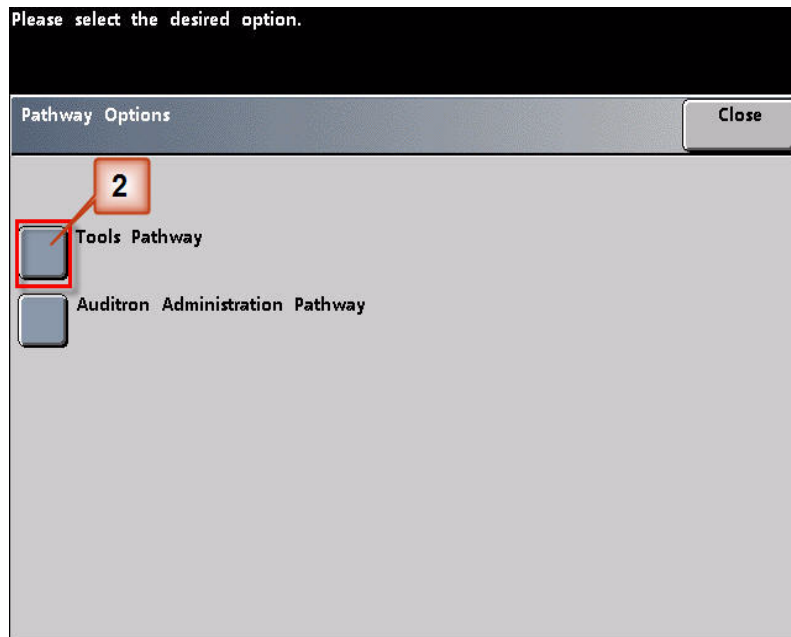 Please select the desired option.
Pathway Options
Close
2
Tools Pathway
Auditron Administration Pathway